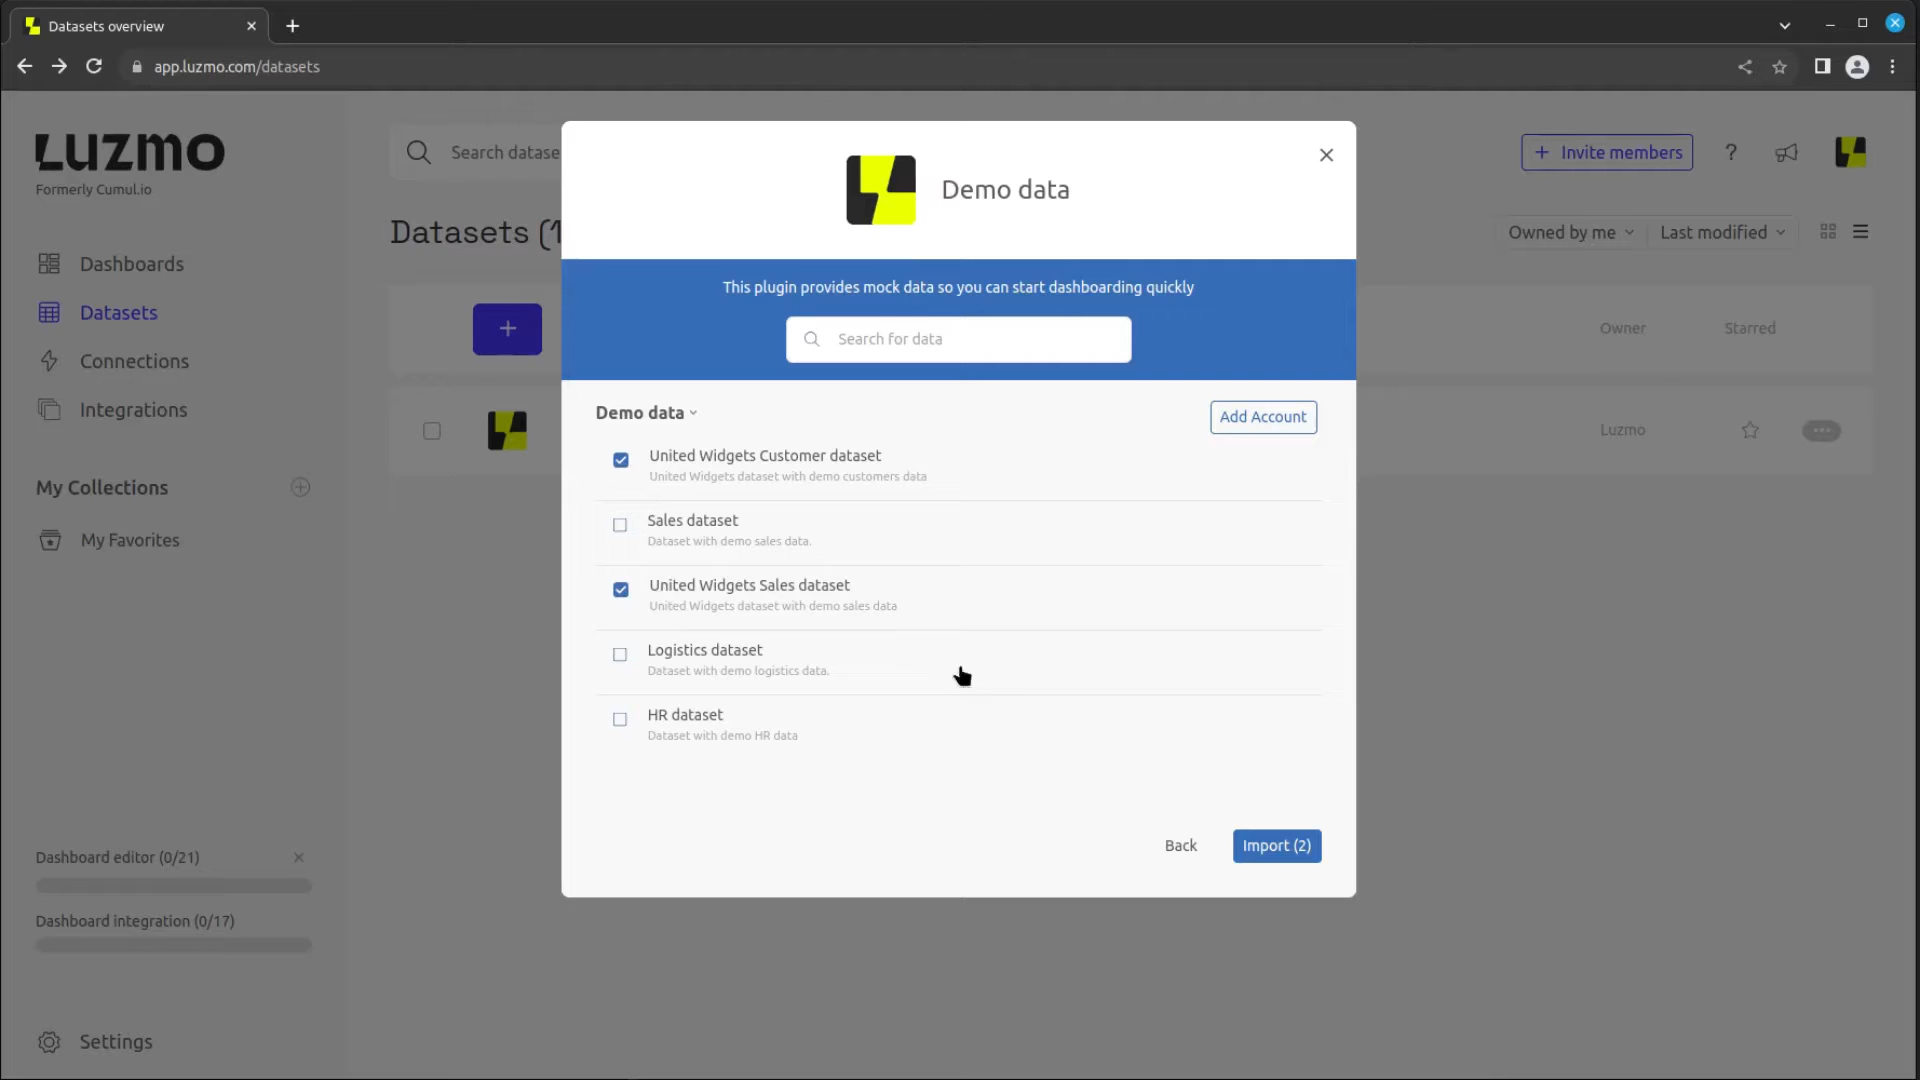 Datasets overview
app.luzmo.com/datasets
Luzmo
Formerly Cumul.io
Dashboards
Datasets
Connections
Integrations
My Collections
My Favorites
Dashboard editor (0/21)
Dashboard integration (0/17)
Settings
Search datase
Invite members
?
Datasets (1
Owned by me
Last modified
Owner
Starred
Luzmo
Demo data
This plugin provides mock data so you can start dashboarding quickly
Search for data
Demo data
Add Account
United Widgets Customer dataset
United Widgets dataset with demo customers data
Sales dataset
Dataset with demo sales data.
United Widgets Sales dataset
United Widgets dataset with demo sales data
Logistics dataset
Dataset with demo logistics data.
HR dataset
Dataset with demo HR data
Back
Import (2)